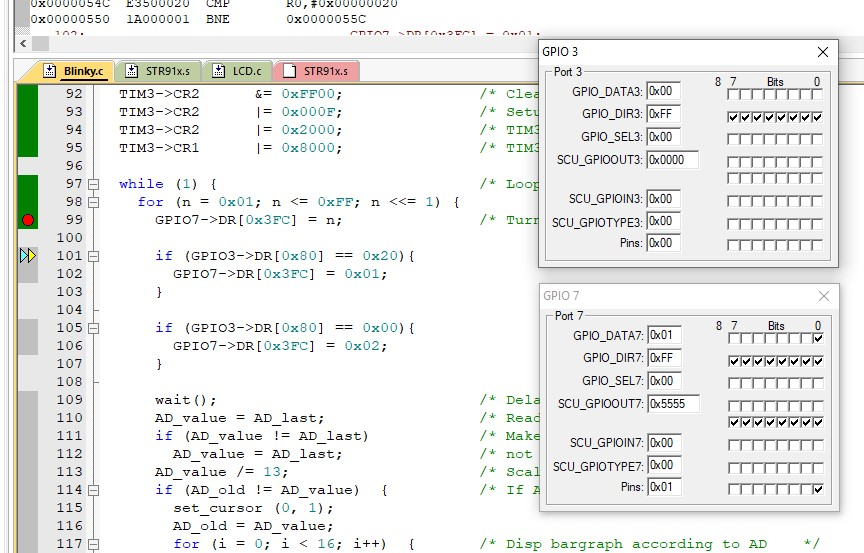 0x0000054C E3500020 CMP R0,#0x00000020
0x00000550 1A000001 BNE 0x0000055C
102: GPIO7->DR[0x3FC] = 0x01;
Blinky.c STR91x.s LCD.c STR91x.s
92 TIM3->CR2 &= 0xFF00; /* Clea
93 TIM3->CR2 |= 0x000F; /* Setu
94 TIM3->CR2 |= 0x2000; /* TIM3
95 TIM3->CR1 |= 0x8000; /* TIM3
96
97 while (1) { /* Loop
98 for (n = 0x01; n <= 0xFF; n <<= 1) {
99 GPIO7->DR[0x3FC] = n; /* Turn
100
101 if (GPIO3->DR[0x80] == 0x20){
102 GPIO7->DR[0x3FC] = 0x01;
103 }
104
105 if (GPIO3->DR[0x80] == 0x00){
106 GPIO7->DR[0x3FC] = 0x02;
107 }
108
109 wait(); /* Dela
110 AD_value = AD_last; /* Read
111 if (AD_value != AD_last) /* Make
112 AD_value = AD_last; /* not
113 AD_value /= 13; /* Scal
114 if (AD_old != AD_value) { /* If A
115 set_cursor (0, 1);
116 AD_old = AD_value;
117 for (i = 0; i < 16; i++) { /* Disp bargraph according to AD */
GPIO 3
Port 3
8 7 Bits 0
GPIO_DATA3: 0x00
GPIO_DIR3: 0xFF
GPIO_SEL3: 0x00
SCU_GPIOOUT3: 0x0000
SCU_GPIOIN3: 0x00
SCU_GPIOTYPE3: 0x00
Pins: 0x00
GPIO 7
Port 7
8 7 Bits 0
GPIO_DATA7: 0x01
GPIO_DIR7: 0xFF
GPIO_SEL7: 0x00
SCU_GPIOOUT7: 0x5555
SCU_GPIOIN7: 0x00
SCU_GPIOTYPE7: 0x00
Pins: 0x01